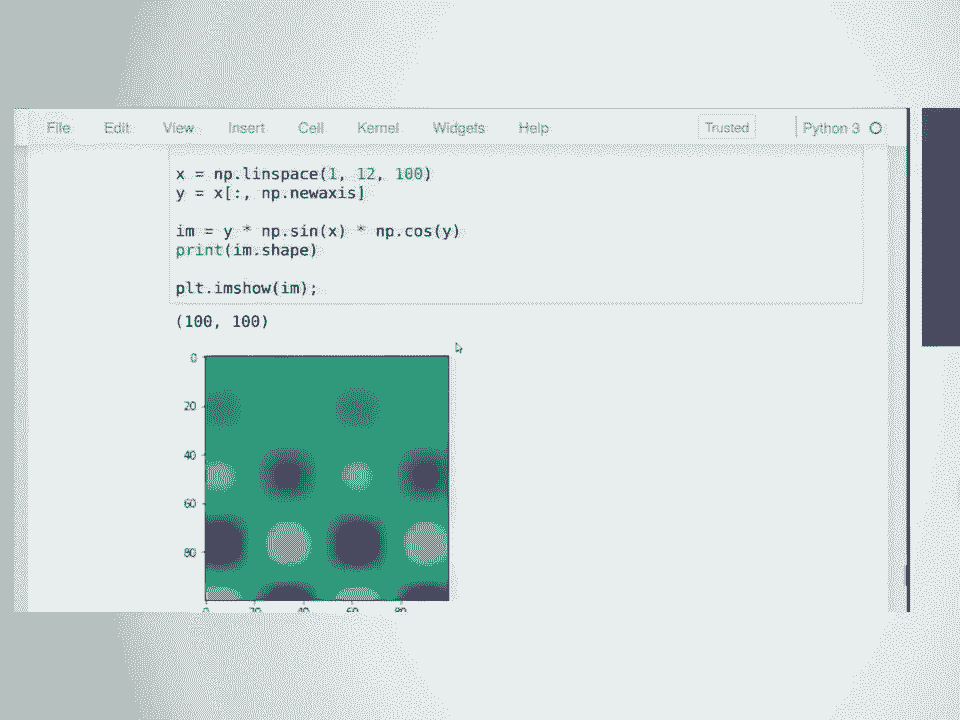 File Edit View Insert Cell Kernel Widgets Help Trusted Python 3
x = np.linspace(1, 12, 100)
y = x[:, np.newaxis]
im = y * np.sin(x) * np.cos(y)
print(im.shape)
plt.imshow(im);
(100, 100)
0
20
40
60
80
0 20 40 60 80